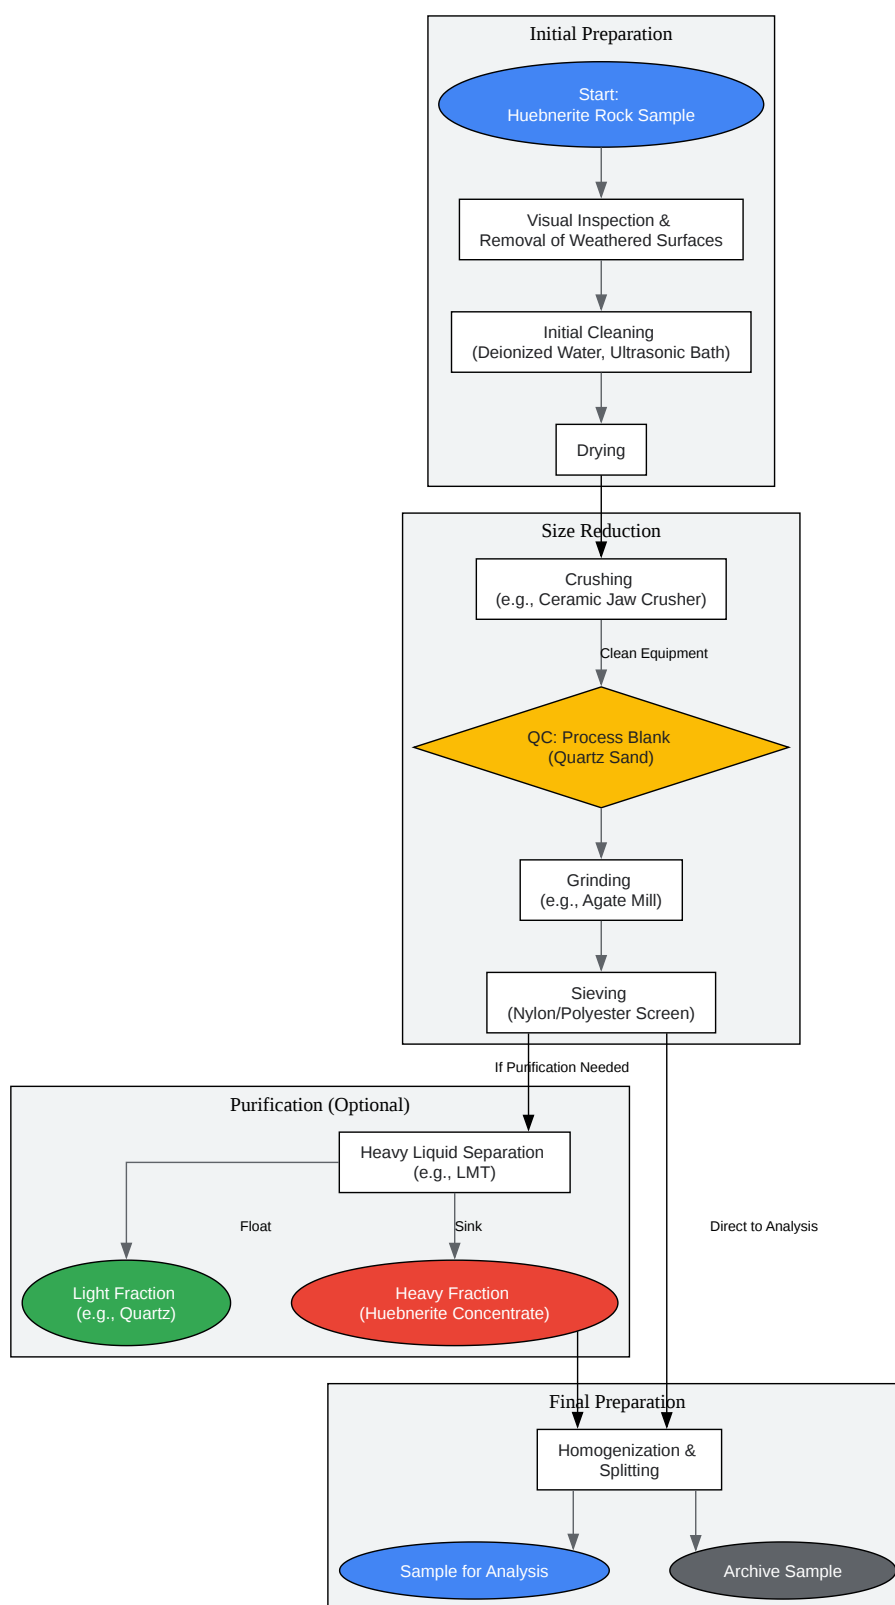 Initial Preparation
Start:
Huebnerite Rock Sample
Visual Inspection &
Removal of Weathered Surfaces
Initial Cleaning
(Deionized Water, Ultrasonic Bath)
Drying
Size Reduction
Crushing
(e.g., Ceramic Jaw Crusher)
Clean Equipment
QC: Process Blank
(Quartz Sand)
Grinding
(e.g., Agate Mill)
Sieving
(Nylon/Polyester Screen)
If Purification Needed
Purification (Optional)
Heavy Liquid Separation
(e.g., LMT)
Float
Sink
Direct to Analysis
Light Fraction
(e.g., Quartz)
Heavy Fraction
(Huebnerite Concentrate)
Final Preparation
Homogenization &
Splitting
Sample for Analysis
Archive Sample